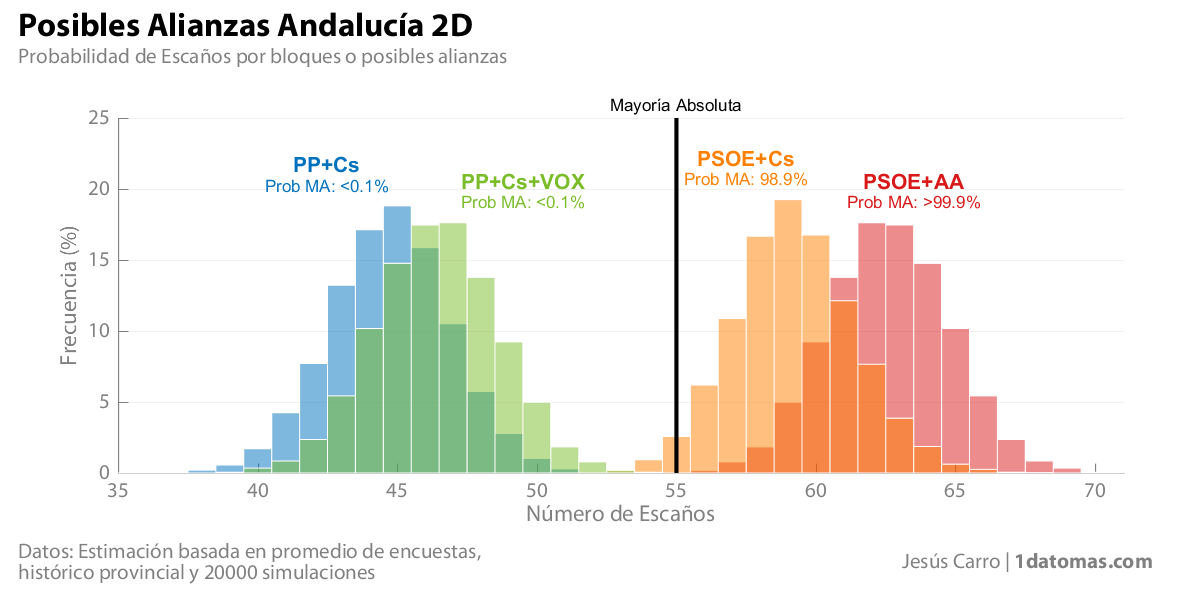 Posibles Alianzas Andalucía 2D
Probabilidad de Escaños por bloques o posibles alianzas
Mayoría Absoluta
25
PP+Cs
Prob MA: <0.1%
PP+Cs+VOX
Prob MA: <0.1%
PSOE+Cs
Prob MA: 98.9%
PSOE+AA
Prob MA: >99.9%
20
15
10
5
0
Frecuencia (%)
35 40 45 50 55 60 65 70
Número de Escaños
Datos: Estimación basada en promedio de encuestas,
histórico provincial y 20000 simulaciones
Jesús Carro | 1datomas.com